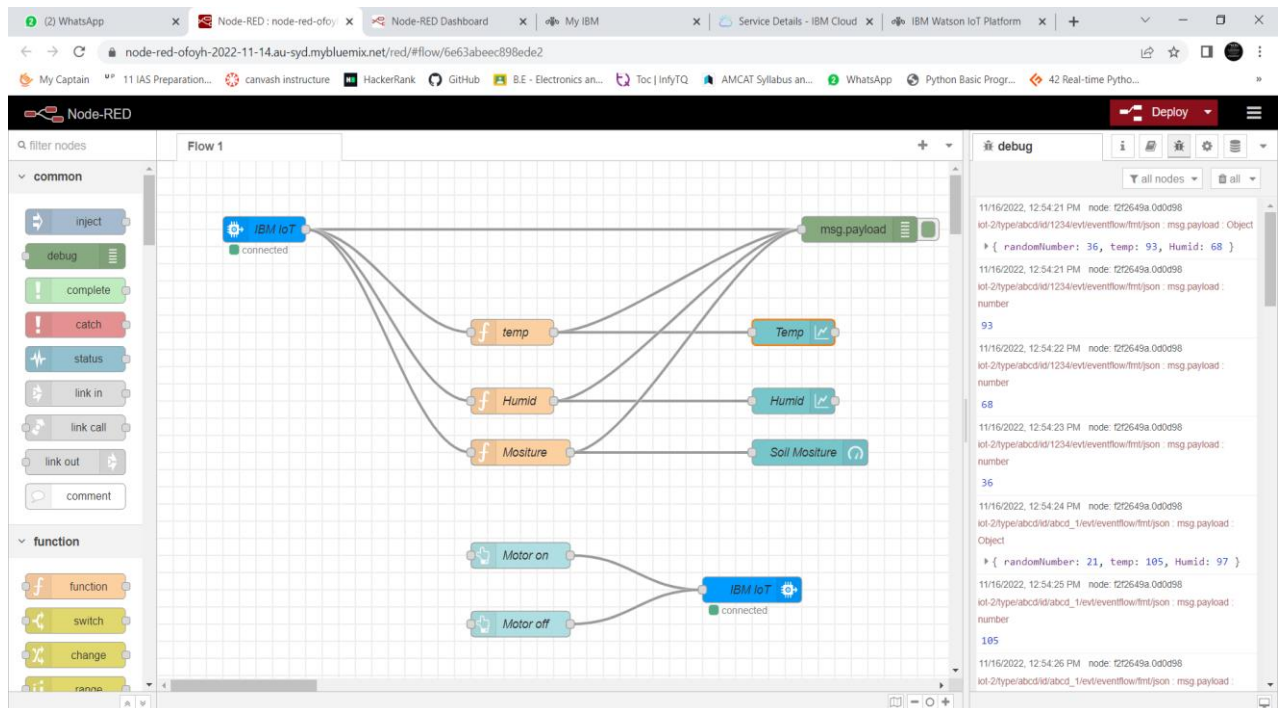 (2) WhatsApp
Node-RED : node-red-ofoy
Node-RED Dashboard
My IBM
Service Details - IBM Cloud
IBM Watson IoT Platform
node-red-ofoyh-2022-11-14.au-syd.mybluemix.net/red/#flow/6e63abeec898ede2
My Captain
11 IAS Preparation...
canvash instructure
HackerRank
GitHub
B.E - Electronics an...
Toc | InfyTQ
AMCAT Syllabus an...
WhatsApp
Python Basic Progr...
42 Real-time Pytho...
Node-RED
Deploy
filter nodes
common
inject
debug
complete
catch
status
link in
link call
link out
comment
function
function
switch
change
range
Flow 1
IBM IoT
connected
msg.payload
temp
Temp
Humid
Humid
Mositure
Soil Mositure
Motor on
IBM IoT
connected
Motor off
debug
all nodes
all
11/16/2022, 12:54:21 PM node: f2f2649a.0d0d98
iot-2/type/abcd/id/1234/evt/eventflow/fmt/json : msg.payload : Object
{ randomNumber: 36, temp: 93, Humid: 68 }
11/16/2022, 12:54:21 PM node: f2f2649a.0d0d98
iot-2/type/abcd/id/1234/evt/eventflow/fmt/json : msg.payload :
number
93
11/16/2022, 12:54:22 PM node: f2f2649a.0d0d98
iot-2/type/abcd/id/1234/evt/eventflow/fmt/json : msg.payload :
number
68
11/16/2022, 12:54:23 PM node: f2f2649a.0d0d98
iot-2/type/abcd/id/1234/evt/eventflow/fmt/json : msg.payload :
number
36
11/16/2022, 12:54:24 PM node: f2f2649a.0d0d98
iot-2/type/abcd/id/abcd_1/evt/eventflow/fmt/json : msg.payload :
Object
{ randomNumber: 21, temp: 105, Humid: 97 }
11/16/2022, 12:54:25 PM node: f2f2649a.0d0d98
iot-2/type/abcd/id/abcd_1/evt/eventflow/fmt/json : msg.payload :
number
105
11/16/2022, 12:54:26 PM node: f2f2649a.0d0d98
iot-2/type/abcd/id/abcd_1/evt/eventflow/fmt/json : msg.payload :